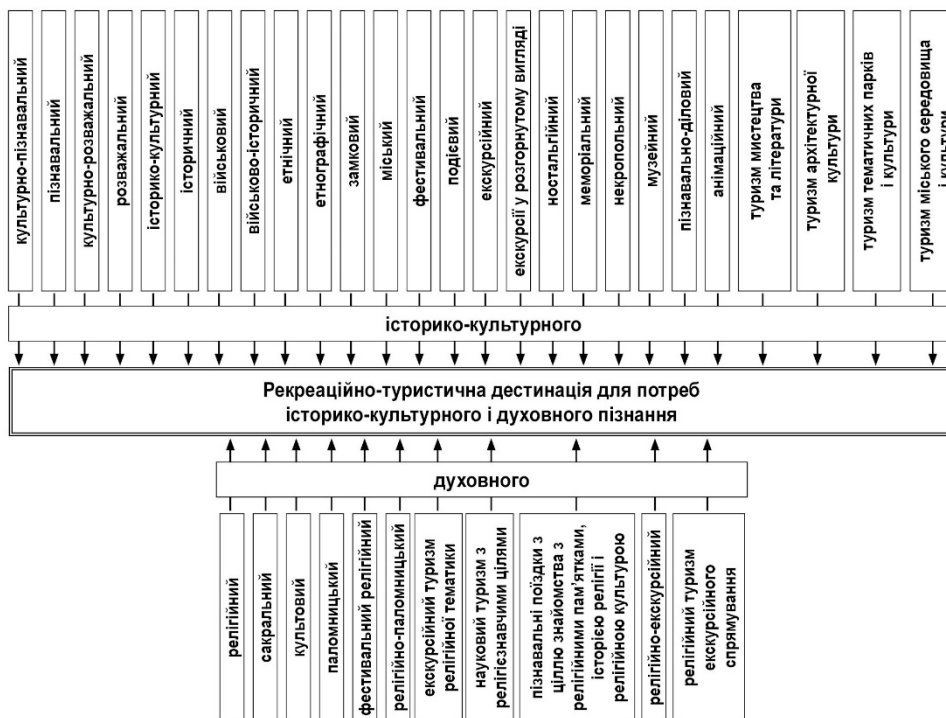 культурно-пізнавальний
пізнавальний
культурно-розважальний
розважальний
історико-культурний
історичний
військовий
військово-історичний
етнічний
етнографічний
замковий
міський
фестивальний
подієвий
екскурсійний
екскурсії у розгорнутому вигляді
ностальгійний
меморіальний
некропольний
музейний
пізнавально-діловий
анімаційний
туризм мистецтва
та літератури
туризм архітектурної
культури
туризм тематичних парків
і культури
туризм міського середовища
і культури
історико-культурного
Рекреаційно-туристична дестинація для потреб
історико-культурного і духовного пізнання
духовного
релігійний
сакральний
культовий
паломницький
фестивальний релігійний
релігійно-паломницький
екскурсійний туризм
релігійної тематики
науковий туризм з
релігієзнавчими цілями
пізнавальні поїздки з
ціллю знайомства з
релігійними пам’ятками,
історією релігії і
релігійною культурою
релігійно-екскурсійний
релігійний туризм
екскурсійного
спрямування